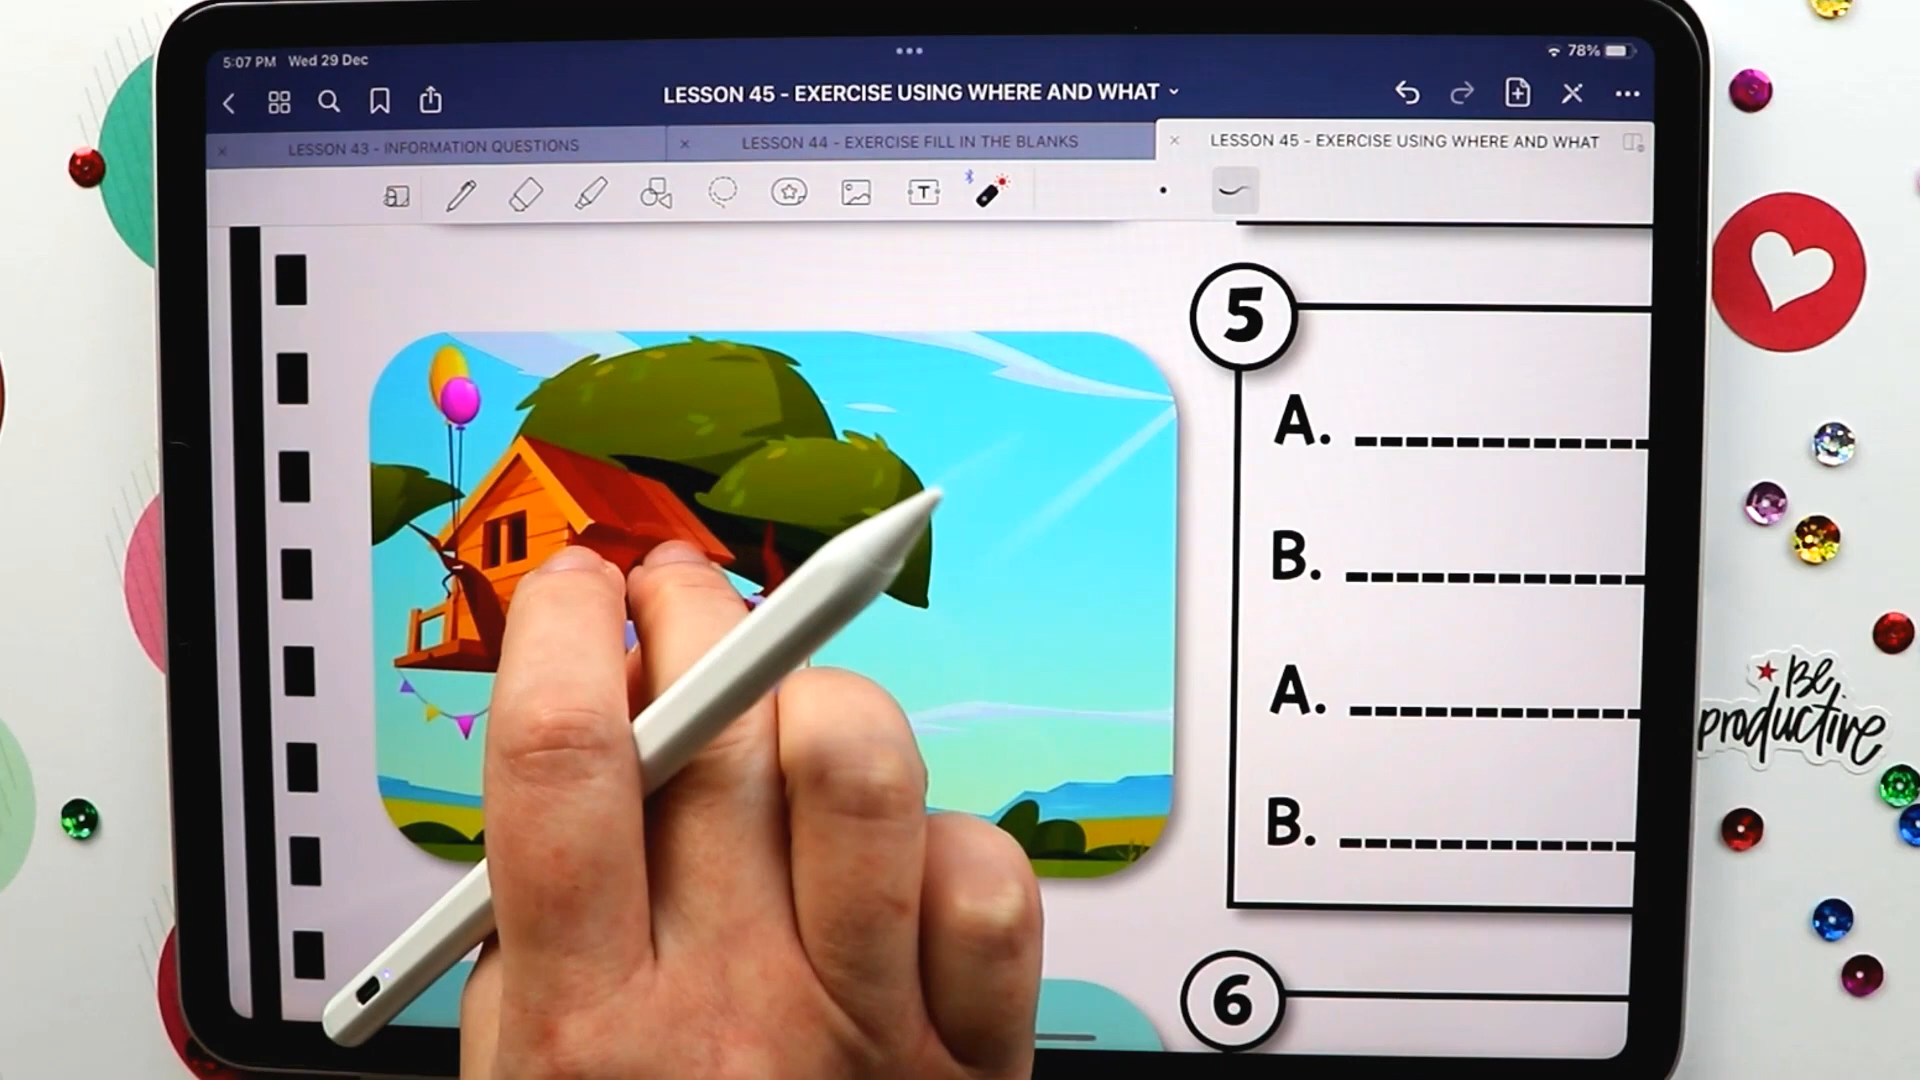 5:07 PM Wed 29 Dec
78%
LESSON 45 - EXERCISE USING WHERE AND WHAT
LESSON 43 - INFORMATION QUESTIONS
LESSON 44 - EXERCISE FILL IN THE BLANKS
LESSON 45 - EXERCISE USING WHERE AND WHAT
T
5
A.
B.
A.
B.
6
Be
productive